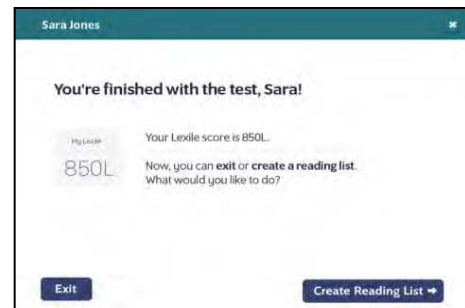 Sara Jones
You're finished with the test, Sara!
My Lexile
850L
Your Lexile score is 850L.
Now, you can exit or create a reading list.
What would you like to do?
Exit
Create Reading List